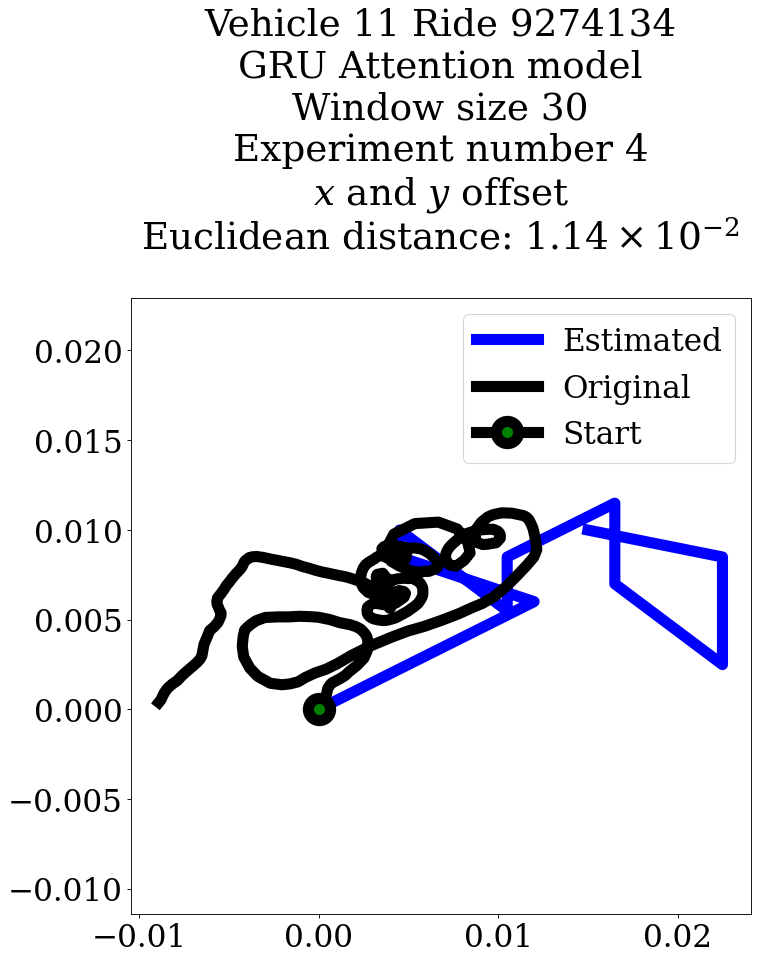 Vehicle 11 Ride 9274134
GRU Attention model
Window size 30
Experiment number 4
x and y offset
Euclidean distance: 1.14 × 10⁻²
Estimated
Original
Start
0.020
0.015
0.010
0.005
0.000
−0.005
−0.010
−0.01 0.00 0.01 0.02